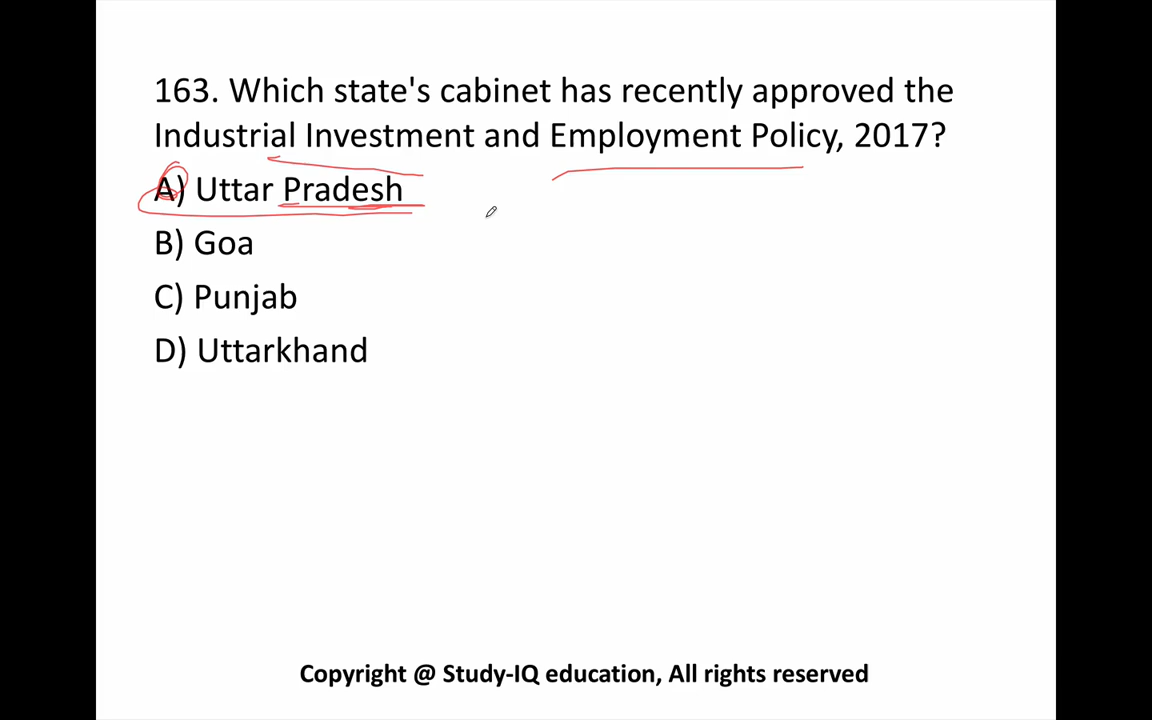 163. Which state's cabinet has recently approved the
Industrial Investment and Employment Policy, 2017?
A) Uttar Pradesh
B) Goa
C) Punjab
D) Uttarkhand
Copyright @ Study-IQ education, All rights reserved